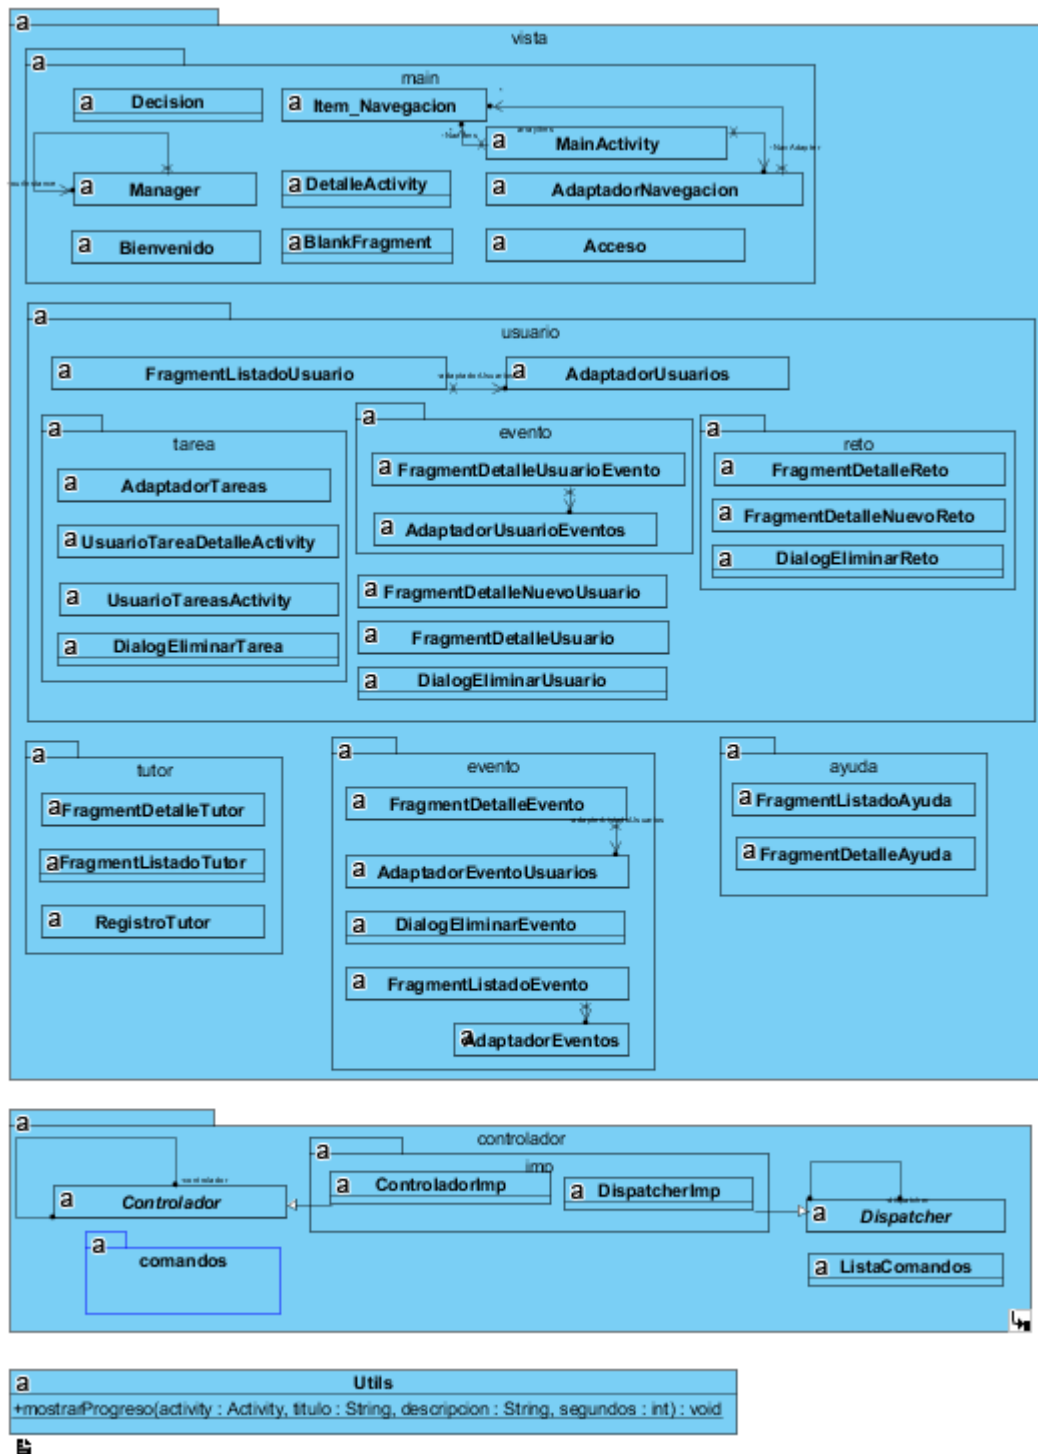 a
vista
a
main
a Decision
a Item_Navegacion
a MainActivity
a Manager
a DetalleActivity
a AdaptadorNavegacion
a Bienvenido
a BlankFragment
a Acceso
a
usuario
a FragmentListadoUsuario
a AdaptadorUsuarios
a
tarea
a AdaptadorTareas
a UsuarioTareaDetalleActivity
a UsuarioTareasActivity
a DialogEliminarTarea
a
evento
a FragmentDetalleUsuarioEvento
a AdaptadorUsuarioEventos
a FragmentDetalleNuevoUsuario
a FragmentDetalleUsuario
a DialogEliminarUsuario
a
reto
a FragmentDetalleReto
a FragmentDetalleNuevoReto
a DialogEliminarReto
a
tutor
a FragmentDetalleTutor
a FragmentListadoTutor
a RegistroTutor
a
evento
a FragmentDetalleEvento
a AdaptadorEventoUsuarios
a DialogEliminarEvento
a FragmentListadoEvento
a AdaptadorEventos
a
ayuda
a FragmentListadoAyuda
a FragmentDetalleAyuda
a
controlador
a Controlador
a
imp
a ControladorImp
a DispatcherImp
a Dispatcher
a
comandos
a ListaComandos
a Utils
+mostrarProgreso(activity : Activity, titulo : String, descripcion : String, segundos : int) : void